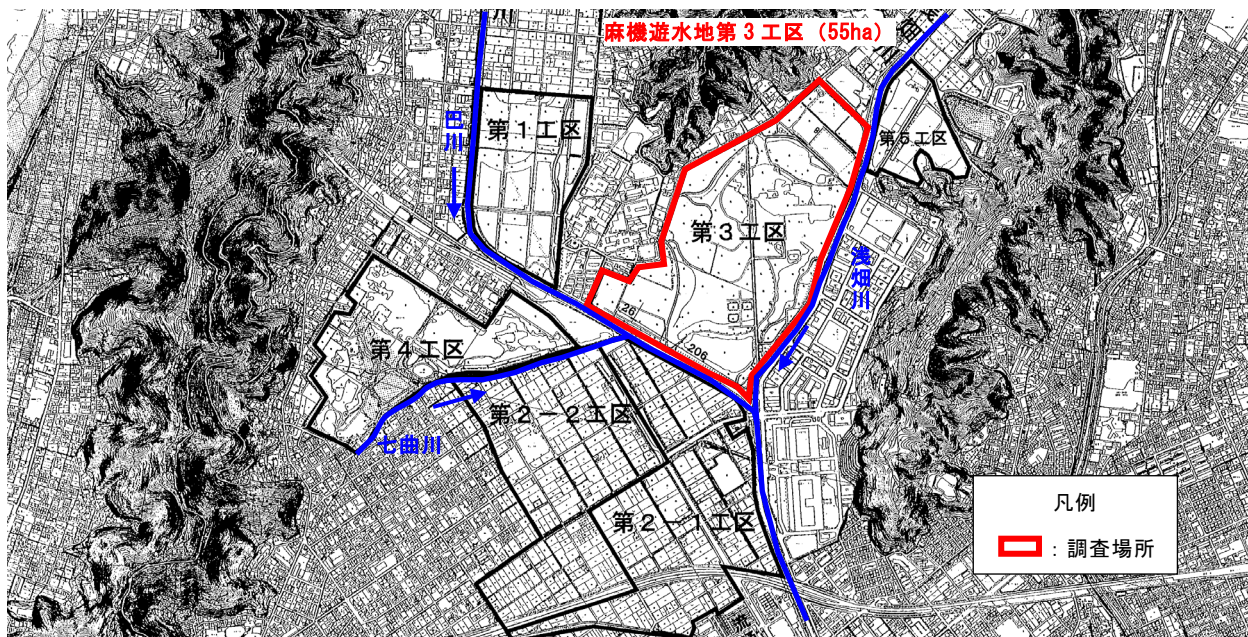 麻機遊水地第3工区（55ha）
巴川
第1工区
第5工区
第3工区
浅畑川
26
206
第4工区
第2-2工区
七曲川
第2-1工区
凡例
：調査場所